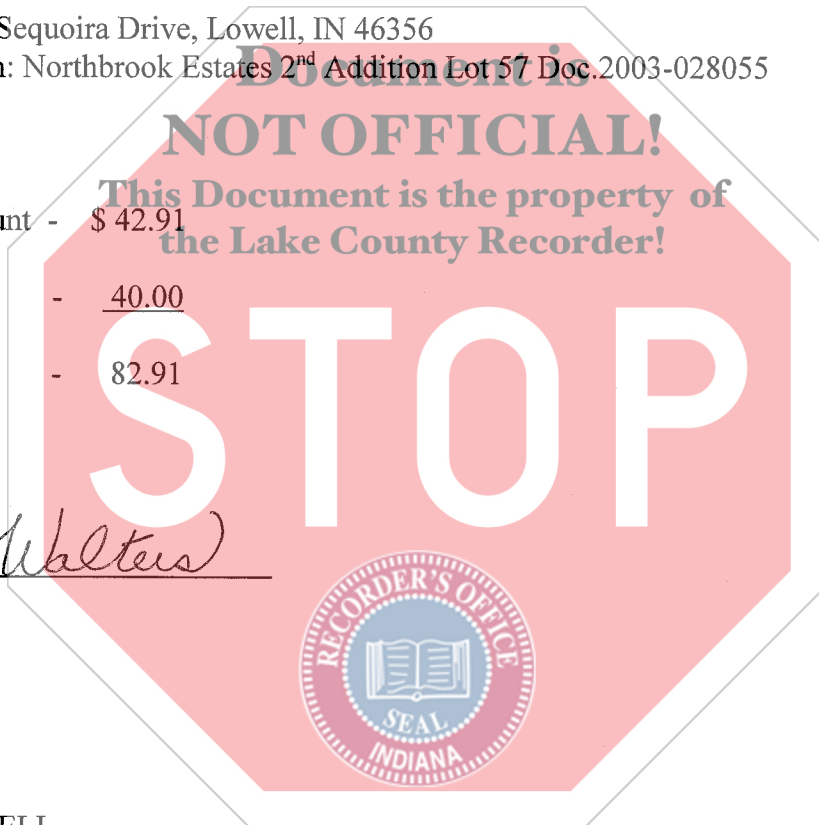 Sequoira Drive, Lowell, IN 46356
n: Northbrook Estates 2nd Addition Lot 57 Doc.2003-028055
Document is
NOT OFFICIAL!
This Document is the property of
the Lake County Recorder!
unt - $ 42.91
- 40.00
- 82.91
STOP
Walters
RECORDER'S OFFICE
SEAL
INDIANA